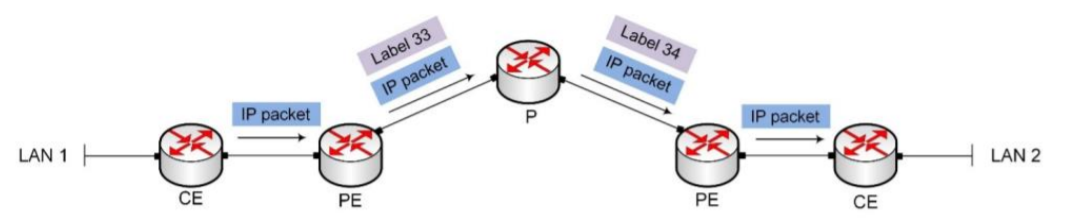 Label 33
IP packet
Label 34
IP packet
P
IP packet
IP packet
LAN 1
LAN 2
CE
PE
PE
CE